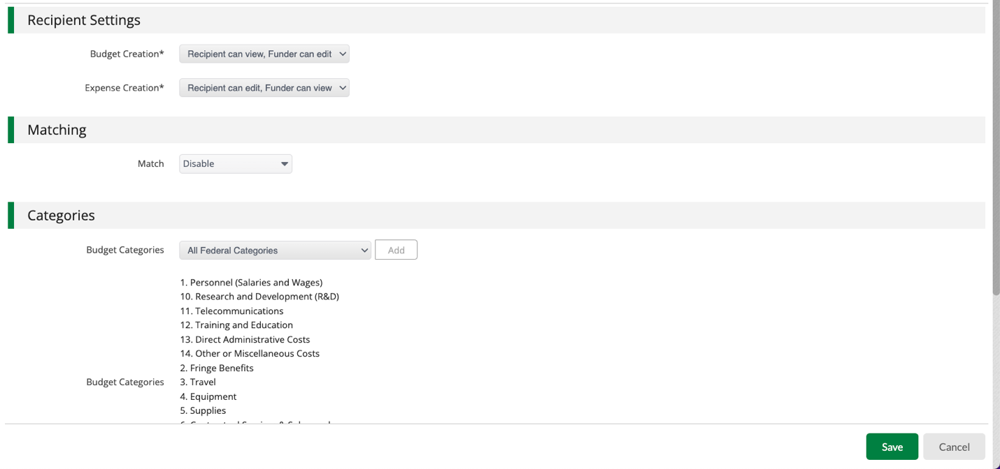 Recipient Settings
Budget Creation* Recipient can view, Funder can edit
Expense Creation* Recipient can edit, Funder can view
Matching
Match Disable
Categories
Budget Categories All Federal Categories Add
1. Personnel (Salaries and Wages)
10. Research and Development (R&D)
11. Telecommunications
12. Training and Education
13. Direct Administrative Costs
14. Other or Miscellaneous Costs
2. Fringe Benefits
Budget Categories 3. Travel
4. Equipment
5. Supplies
Save Cancel